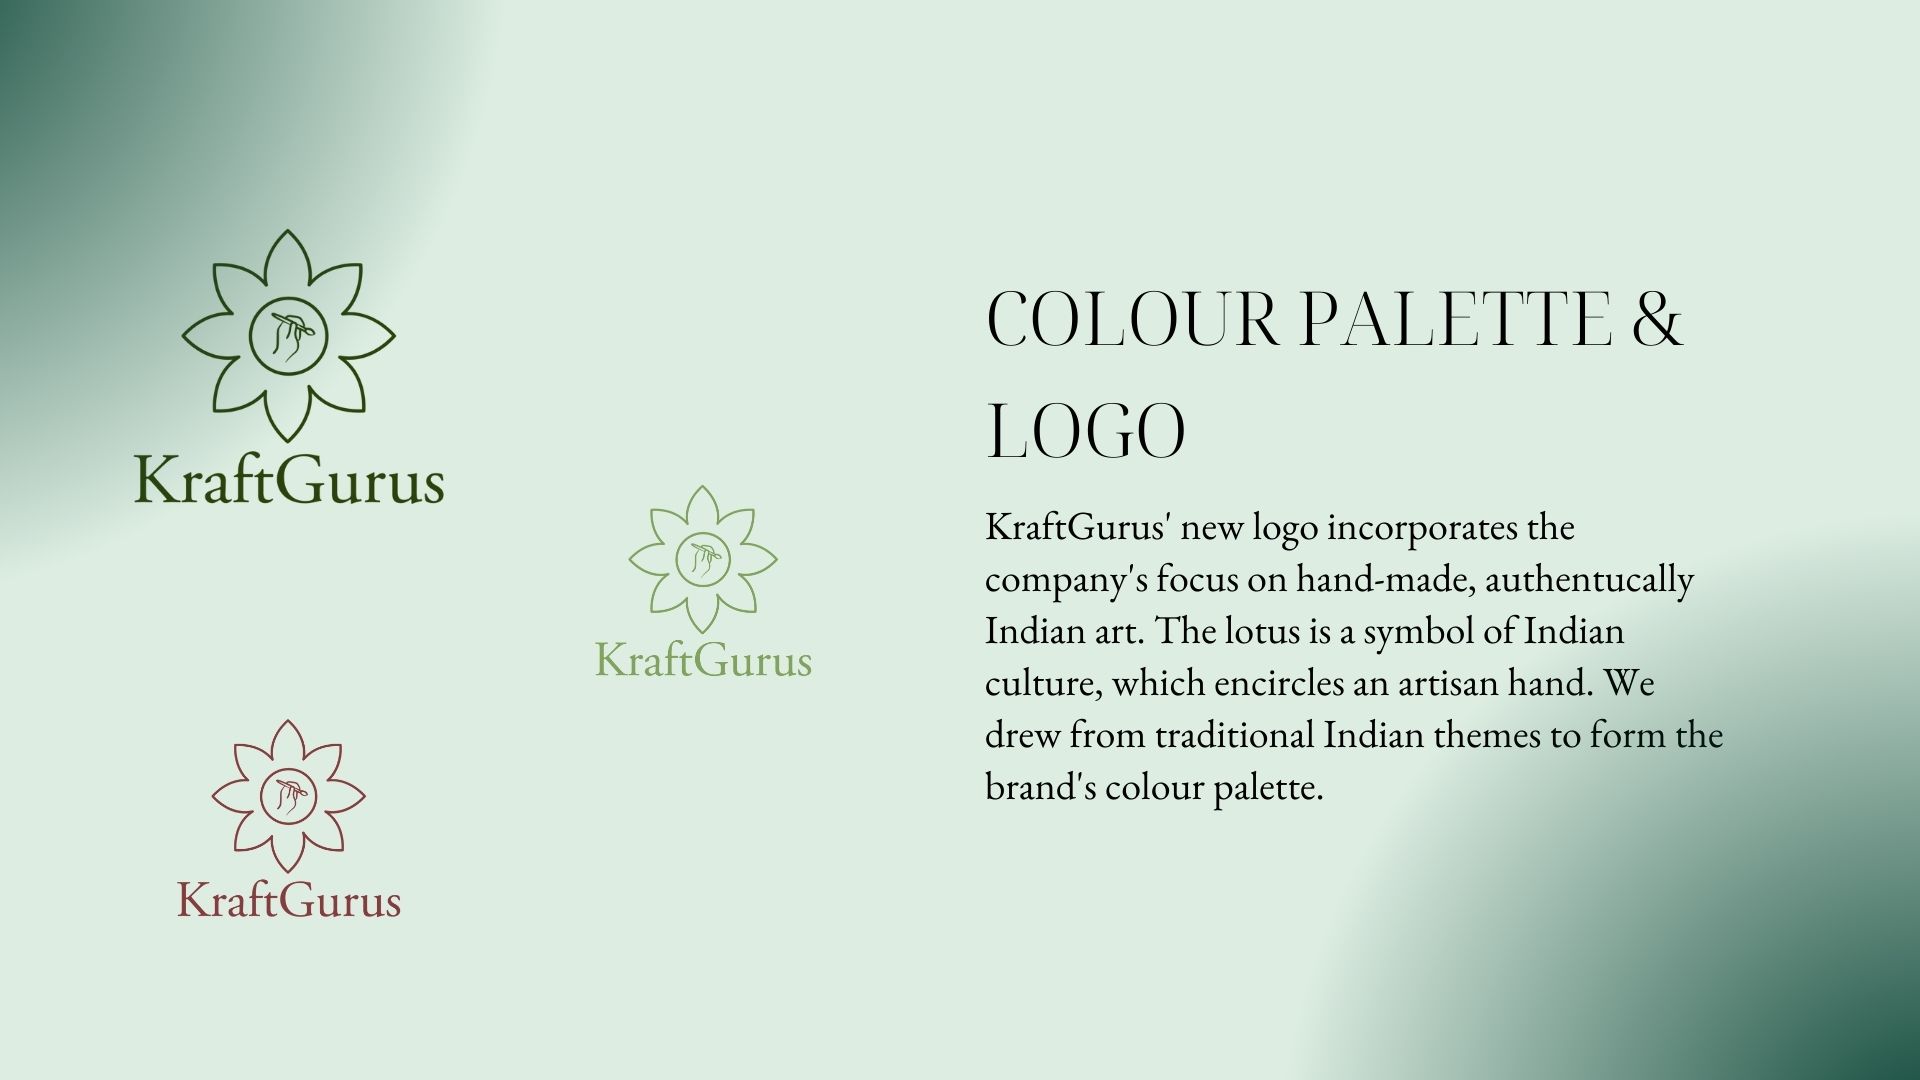 KraftGurus
KraftGurus
KraftGurus
COLOUR PALETTE &
LOGO
KraftGurus' new logo incorporates the
company's focus on hand-made, authentucally
Indian art. The lotus is a symbol of Indian
culture, which encircles an artisan hand. We
drew from traditional Indian themes to form the
brand's colour palette.